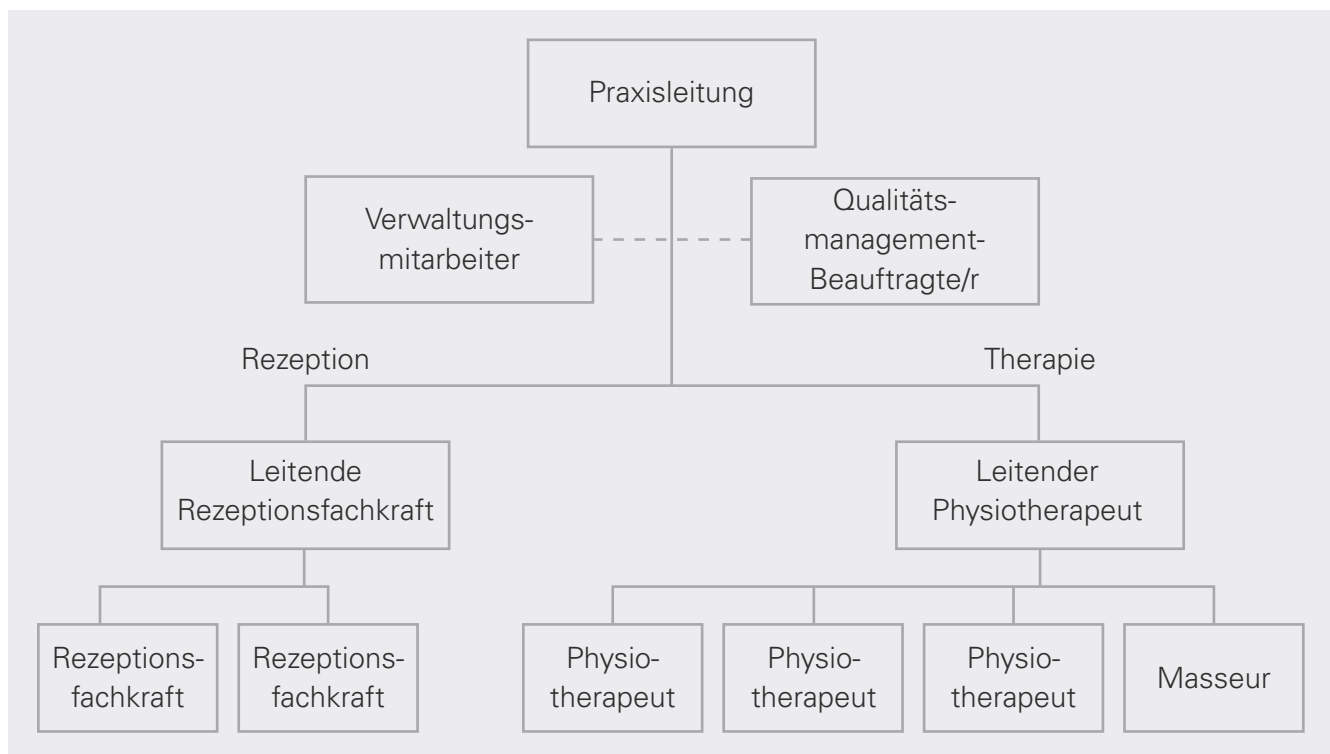 Praxisleitung
Verwaltungs-
mitarbeiter
Qualitäts-
management-
Beauftragte/r
Rezeption
Therapie
Leitende
Rezeptionsfachkraft
Leitender
Physiotherapeut
Rezeptions-
fachkraft
Rezeptions-
fachkraft
Physio-
therapeut
Physio-
therapeut
Physio-
therapeut
Masseur